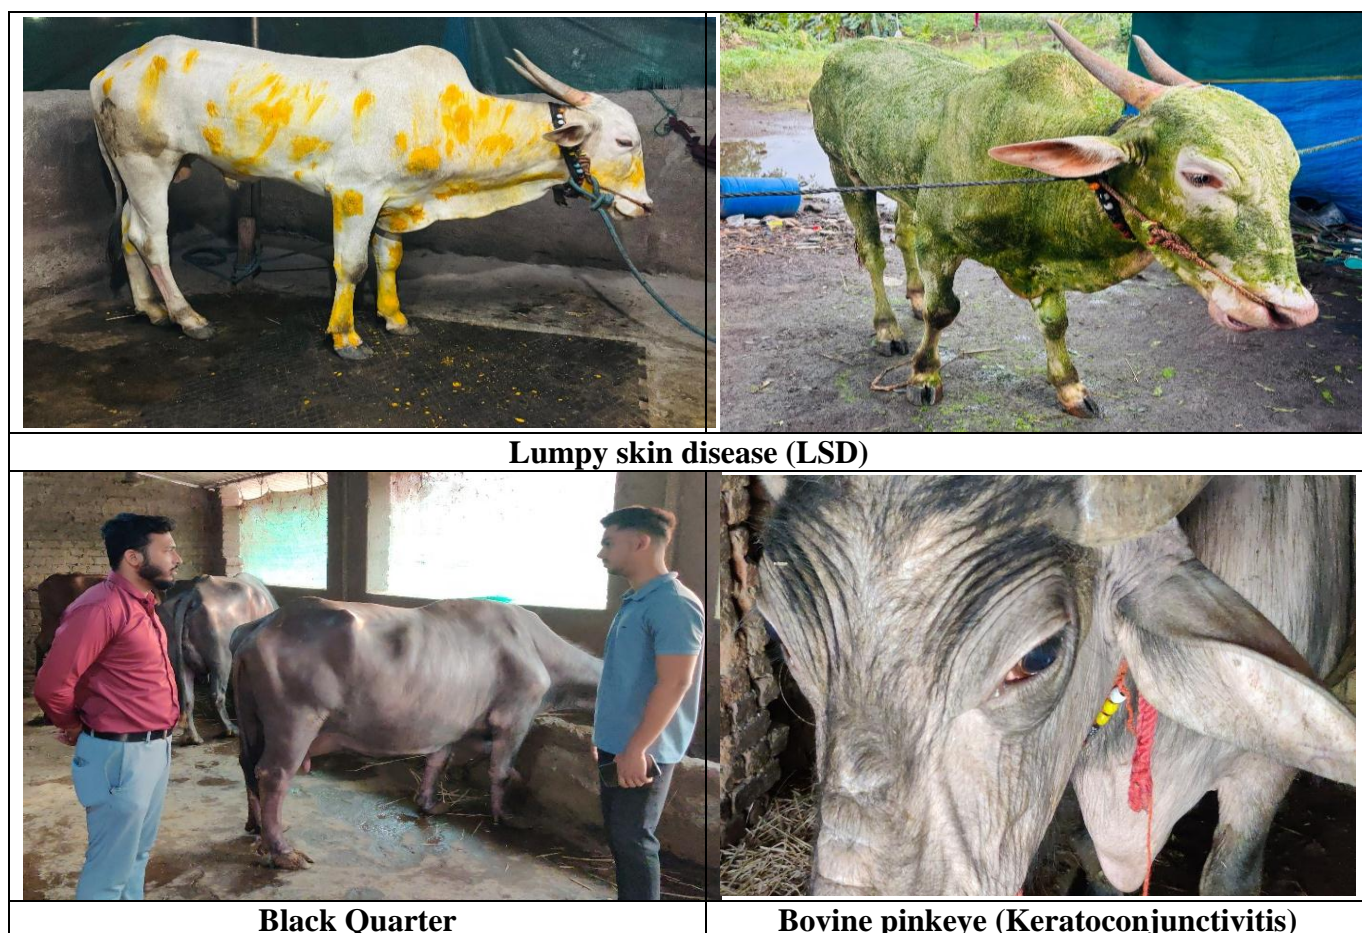 Lumpy skin disease (LSD)
Black Quarter
Bovine pinkeye (Keratoconjunctivitis)